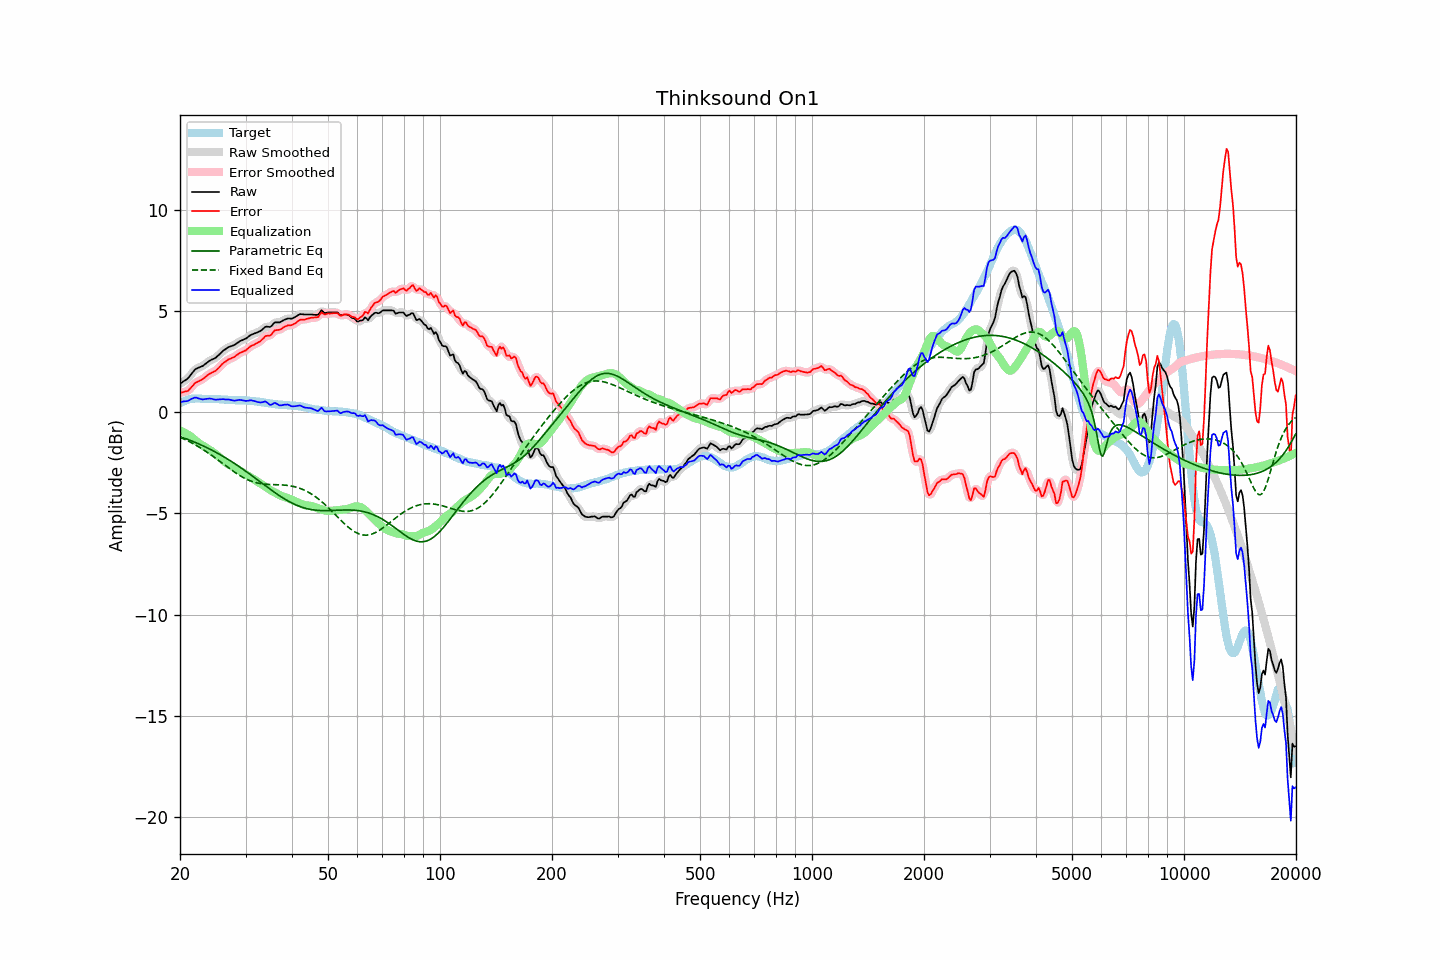 Thinksound On1
Target
Raw Smoothed
Error Smoothed
Raw
Error
Equalization
Parametric Eq
Fixed Band Eq
Equalized
Amplitude (dBr)
10
5
0
−5
−10
−15
−20
20 50 100 200 500 1000 2000 5000 10000 20000
Frequency (Hz)